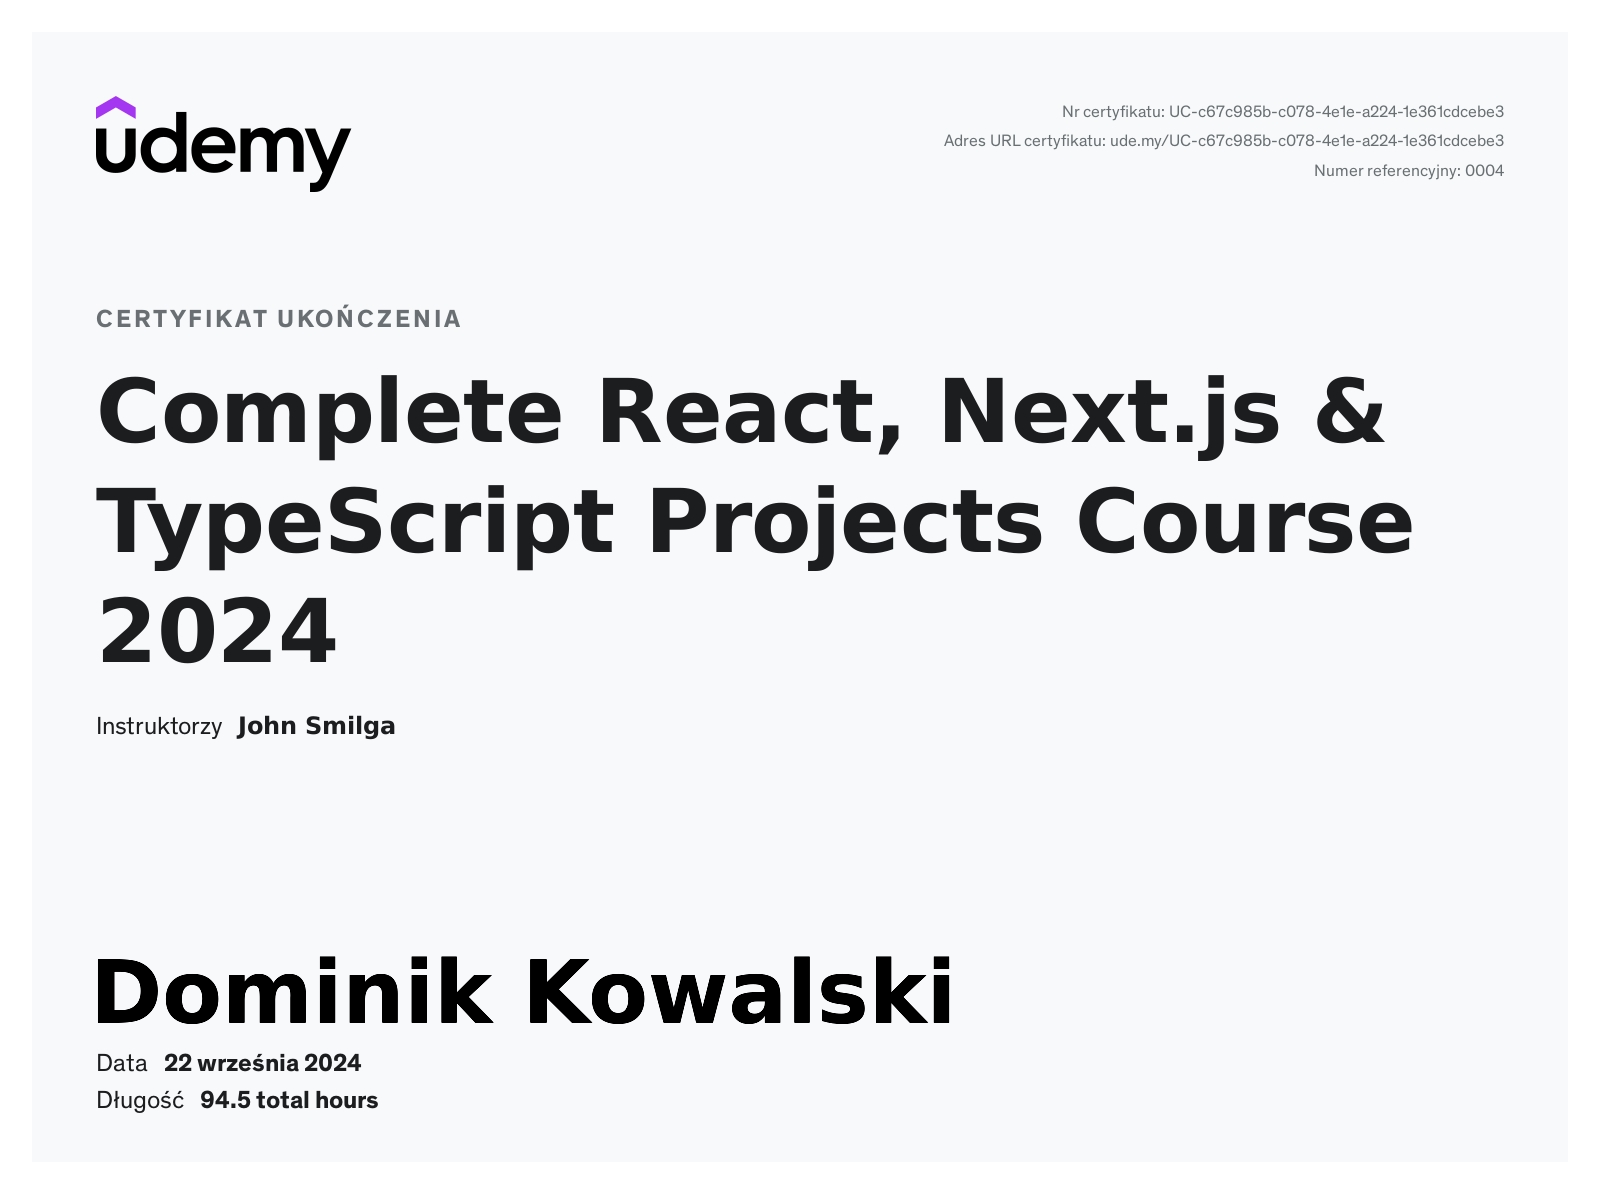 udemy
Nr certyfikatu: UC-c67c985b-c078-4e1e-a224-1e361cdcebe3
Adres URL certyfikatu: ude.my/UC-c67c985b-c078-4e1e-a224-1e361cdcebe3
Numer referencyjny: 0004
CERTYFIKAT UKOŃCZENIA
Complete React, Next.js &
TypeScript Projects Course
2024
Instruktorzy John Smilga
Dominik Kowalski
Data 22 września 2024
Długość 94.5 total hours